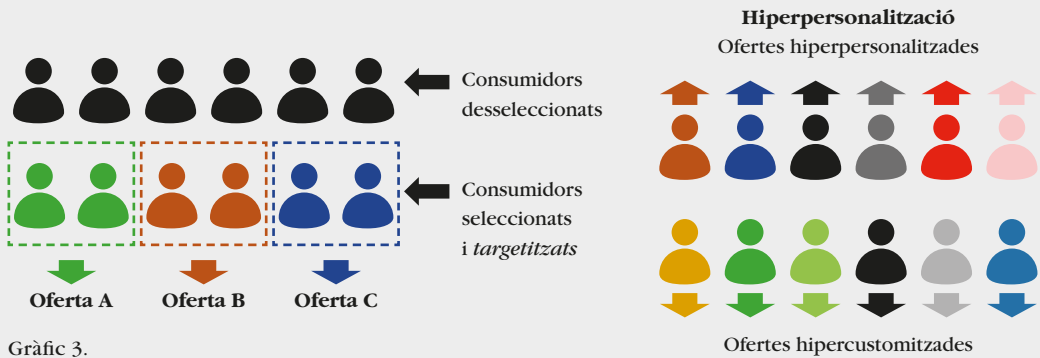 Consumidors
desseleccionats
Consumidors
seleccionats
i targetitzats
Oferta A
Oferta B
Oferta C
Gràfic 3.
Hiperpersonalització
Ofertes hiperpersonalitzades
Ofertes hipercustomitzades